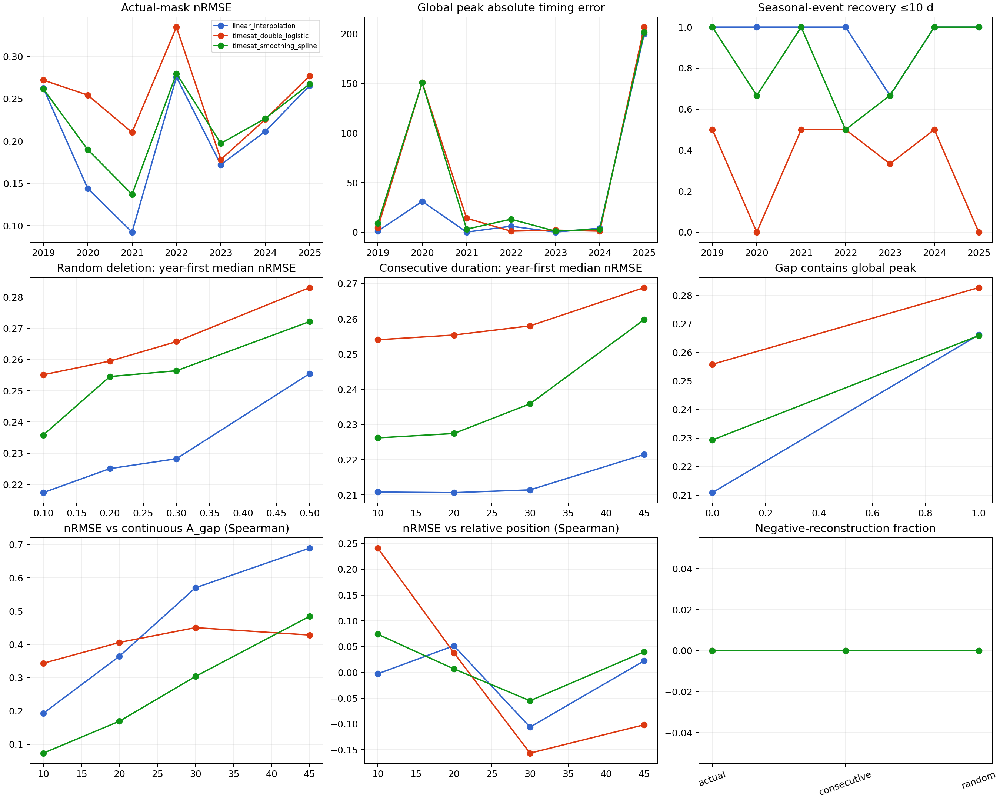 Actual-mask nRMSE
linear_interpolation
timesat_double_logistic
timesat_smoothing_spline
0.30
0.25
0.20
0.15
0.10
2019 2020 2021 2022 2023 2024 2025
Global peak absolute timing error
200
150
100
50
0
2019 2020 2021 2022 2023 2024 2025
Seasonal-event recovery ≤10 d
1.0
0.8
0.6
0.4
0.2
0.0
2019 2020 2021 2022 2023 2024 2025
Random deletion: year-first median nRMSE
0.28
0.27
0.26
0.25
0.24
0.23
0.22
0.10 0.15 0.20 0.25 0.30 0.35 0.40 0.45 0.50
Consecutive duration: year-first median nRMSE
0.27
0.26
0.25
0.24
0.23
0.22
0.21
10 15 20 25 30 35 40 45
Gap contains global peak
0.28
0.27
0.26
0.25
0.24
0.23
0.22
0.21
0.0 0.2 0.4 0.6 0.8 1.0
nRMSE vs continuous A_gap (Spearman)
0.7
0.6
0.5
0.4
0.3
0.2
0.1
10 15 20 25 30 35 40 45
nRMSE vs relative position (Spearman)
0.25
0.20
0.15
0.10
0.05
0.00
−0.05
−0.10
−0.15
10 15 20 25 30 35 40 45
Negative-reconstruction fraction
0.04
0.02
0.00
−0.02
−0.04
actual consecutive random